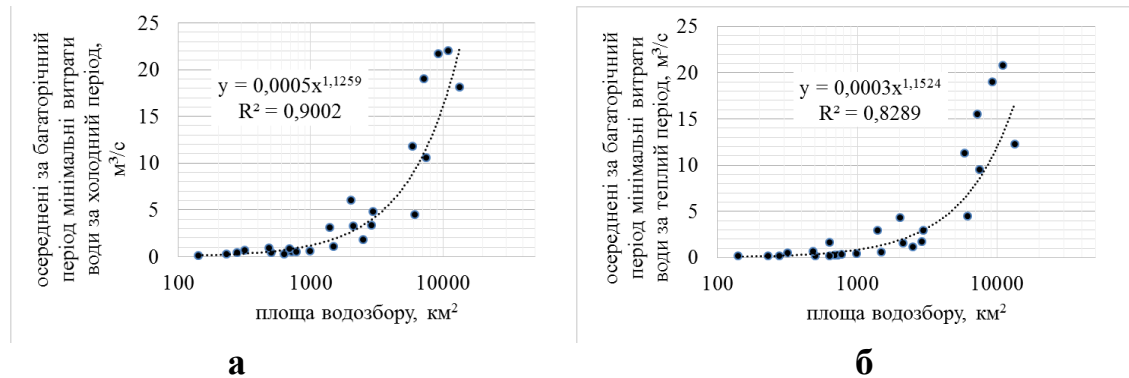 осереднені за багаторічний
період мінімальні витрати
води за холодний період,
м³/с
25
20
15
10
5
0
y = 0,0005x^1,1259
R² = 0,9002
100 1000 10000
площа водозбору, км²
а
осереднені за багаторічний
період мінімальні витрати
води за теплий період, м³/с
25
20
15
10
5
0
y = 0,0003x^1,1524
R² = 0,8289
100 1000 10000
площа водозбору, км²
б